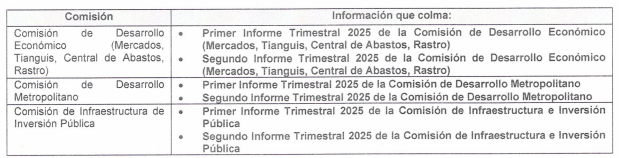 Comisión Información que colma:
Comisión de Desarrollo Económico (Mercados, Tianguis, Central de Abastos, Rastro)
• Primer Informe Trimestral 2025 de la Comisión de Desarrollo Económico
(Mercados, Tianguis, Central de Abastos, Rastro)
• Segundo Informe Trimestral 2025 de la Comisión de Desarrollo Económico
(Mercados, Tianguis, Central de Abastos, Rastro)
Comisión de Desarrollo
Metropolitano
• Primer Informe Trimestral 2025 de la Comisión de Desarrollo Metropolitano
• Segundo Informe Trimestral 2025 de la Comisión de Desarrollo Metropolitano
Comisión de Infraestructura de
Inversión Pública
• Primer Informe Trimestral 2025 de la Comisión de Infraestructura e Inversión
Pública
• Segundo Informe Trimestral 2025 de la Comisión de Infraestructura e Inversión
Pública